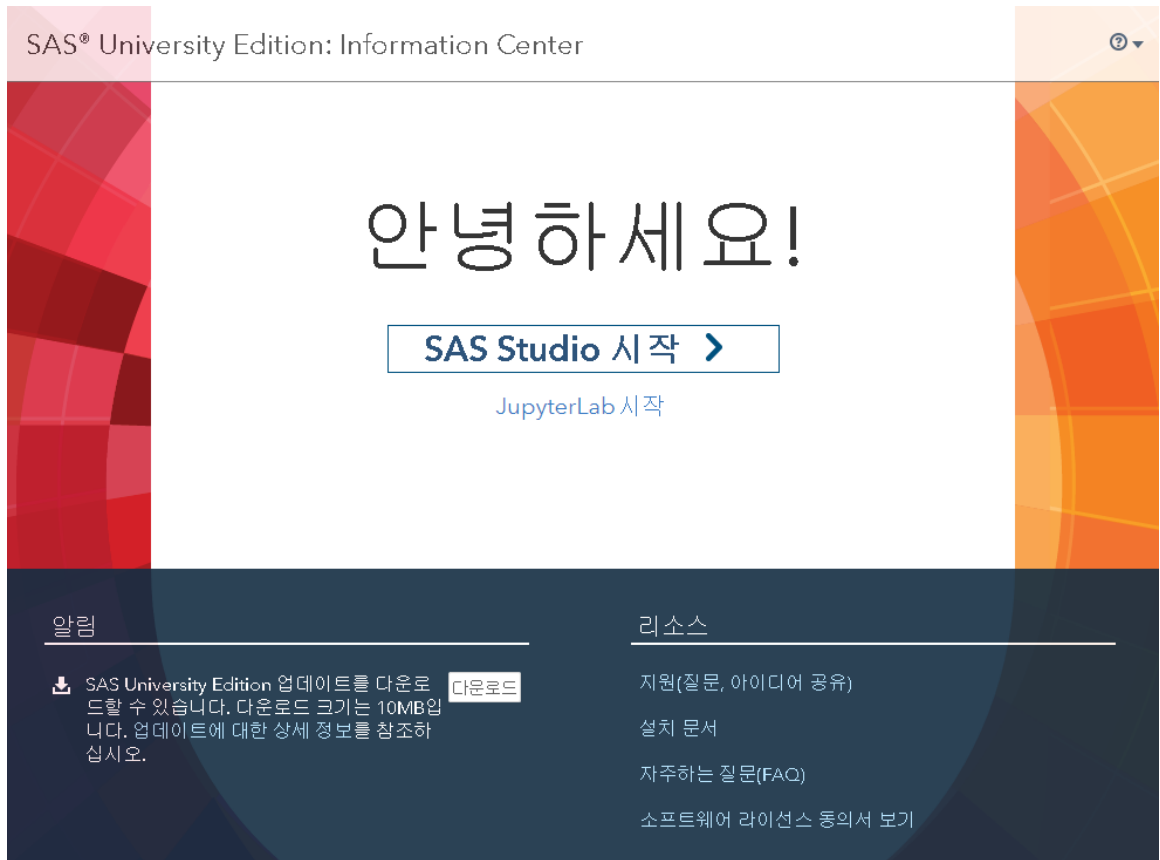 SAS® University Edition: Information Center
안녕하세요!
SAS Studio 시작
JupyterLab 시작
알림
SAS University Edition 업데이트를 다운로
드할 수 있습니다. 다운로드 크기는 10MB입
니다. 업데이트에 대한 상세 정보를 참조하
십시오.
다운로드
리소스
지원(질문, 아이디어 공유)
설치 문서
자주하는 질문(FAQ)
소프트웨어 라이선스 동의서 보기